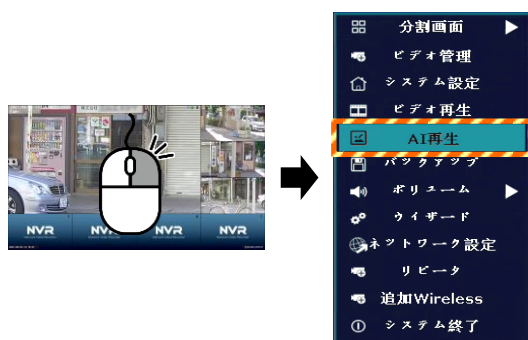 NVR
NVR
NVR
NVR
分割画面
ビデオ管理
システム設定
ビデオ再生
AI再生
バックアップ
ボリューム
ウイザード
ネットワーク設定
リピータ
追加Wireless
システム終了